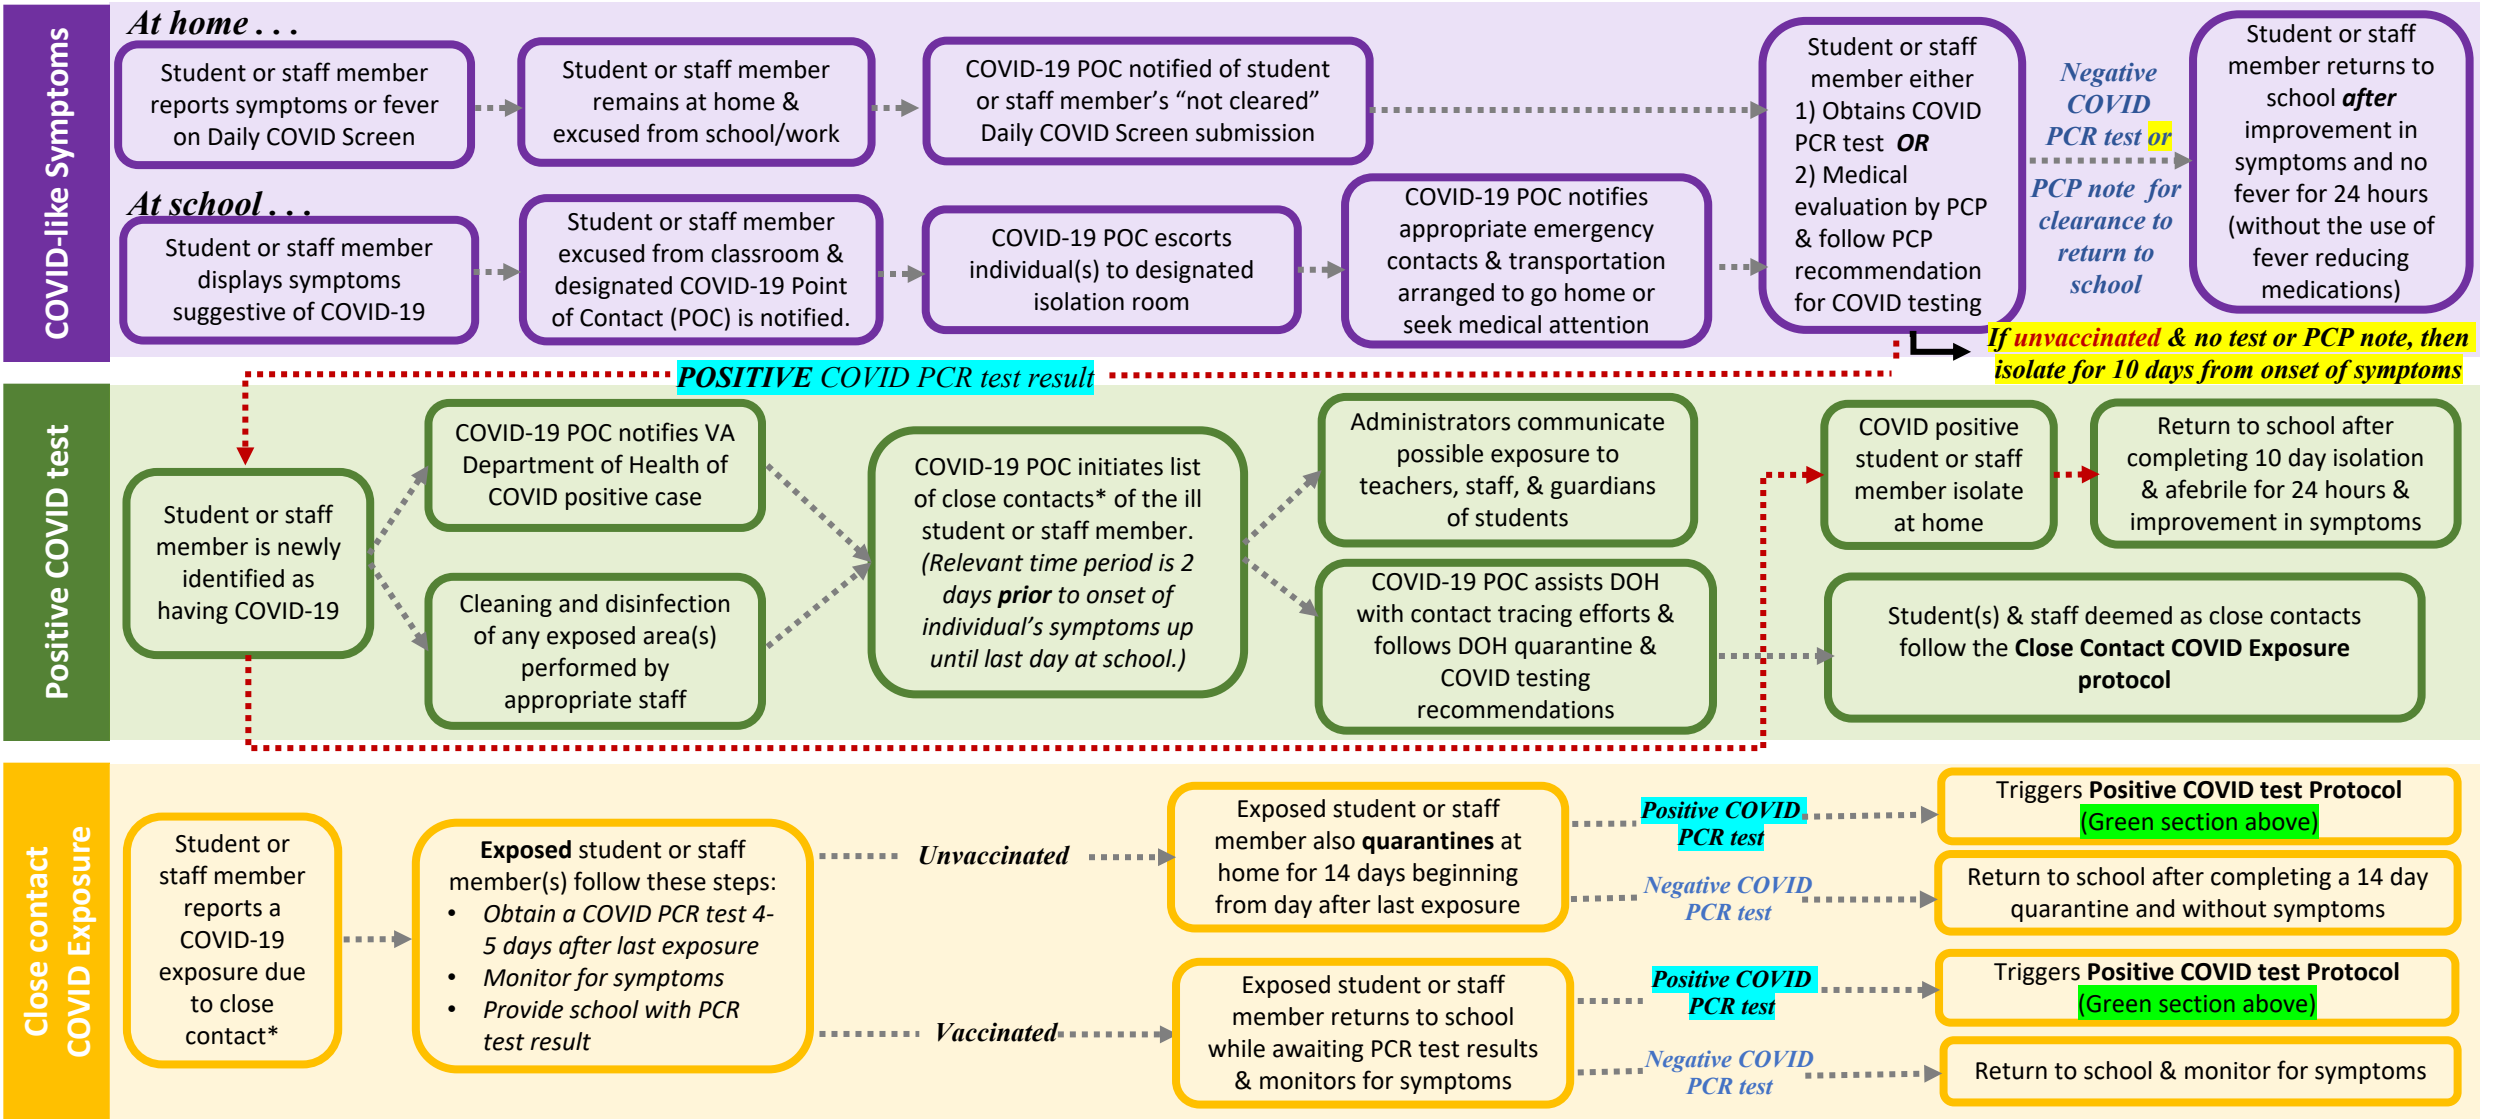 COVID-like Symptoms
At home . . .
Student or staff member
reports symptoms or fever
on Daily COVID Screen
Student or staff member
remains at home &
excused from school/work
COVID-19 POC notified of student
or staff member's “not cleared”
Daily COVID Screen submission
At school . . .
Student or staff member
displays symptoms
suggestive of COVID-19
Student or staff member
excused from classroom &
designated COVID-19 Point
of Contact (POC) is notified.
COVID-19 POC escorts
individual(s) to designated
isolation room
COVID-19 POC notifies
appropriate emergency
contacts & transportation
arranged to go home or
seek medical attention
Student or staff
member either
1) Obtains COVID
PCR test OR
2) Medical
evaluation by PCP
& follow PCP
recommendation
for COVID testing
Negative
COVID
PCR test or
PCP note for
clearance to
return to
school
Student or staff
member returns to
school after
improvement in
symptoms and no
fever for 24 hours
(without the use of
fever reducing
medications)
If unvaccinated & no test or PCP note, then
isolate for 10 days from onset of symptoms
POSITIVE COVID PCR test result
Positive COVID test
Student or staff
member is newly
identified as
having COVID-19
COVID-19 POC notifies VA
Department of Health of
COVID positive case
Cleaning and disinfection
of any exposed area(s)
performed by
appropriate staff
COVID-19 POC initiates list
of close contacts* of the ill
student or staff member.
(Relevant time period is 2
days prior to onset of
individual's symptoms up
until last day at school.)
Administrators communicate
possible exposure to
teachers, staff, & guardians
of students
COVID-19 POC assists DOH
with contact tracing efforts &
follows DOH quarantine &
COVID testing
recommendations
COVID positive
student or staff
member isolate
at home
Return to school after
completing 10 day isolation
& afebrile for 24 hours &
improvement in symptoms
Student(s) & staff deemed as close contacts
follow the Close Contact COVID Exposure
protocol
Close contact
COVID Exposure
Student or
staff member
reports a
COVID-19
exposure due
to close
contact*
Exposed student or staff
member(s) follow these steps:
• Obtain a COVID PCR test 4-
5 days after last exposure
• Monitor for symptoms
• Provide school with PCR
test result
Unvaccinated
Exposed student or staff
member also quarantines at
home for 14 days beginning
from day after last exposure
Positive COVID
PCR test
Triggers Positive COVID test Protocol
(Green section above)
Negative COVID
PCR test
Return to school after completing a 14 day
quarantine and without symptoms
Vaccinated
Exposed student or staff
member returns to school
while awaiting PCR test results
& monitors for symptoms
Positive COVID
PCR test
Triggers Positive COVID test Protocol
(Green section above)
Negative COVID
PCR test
Return to school & monitor for symptoms